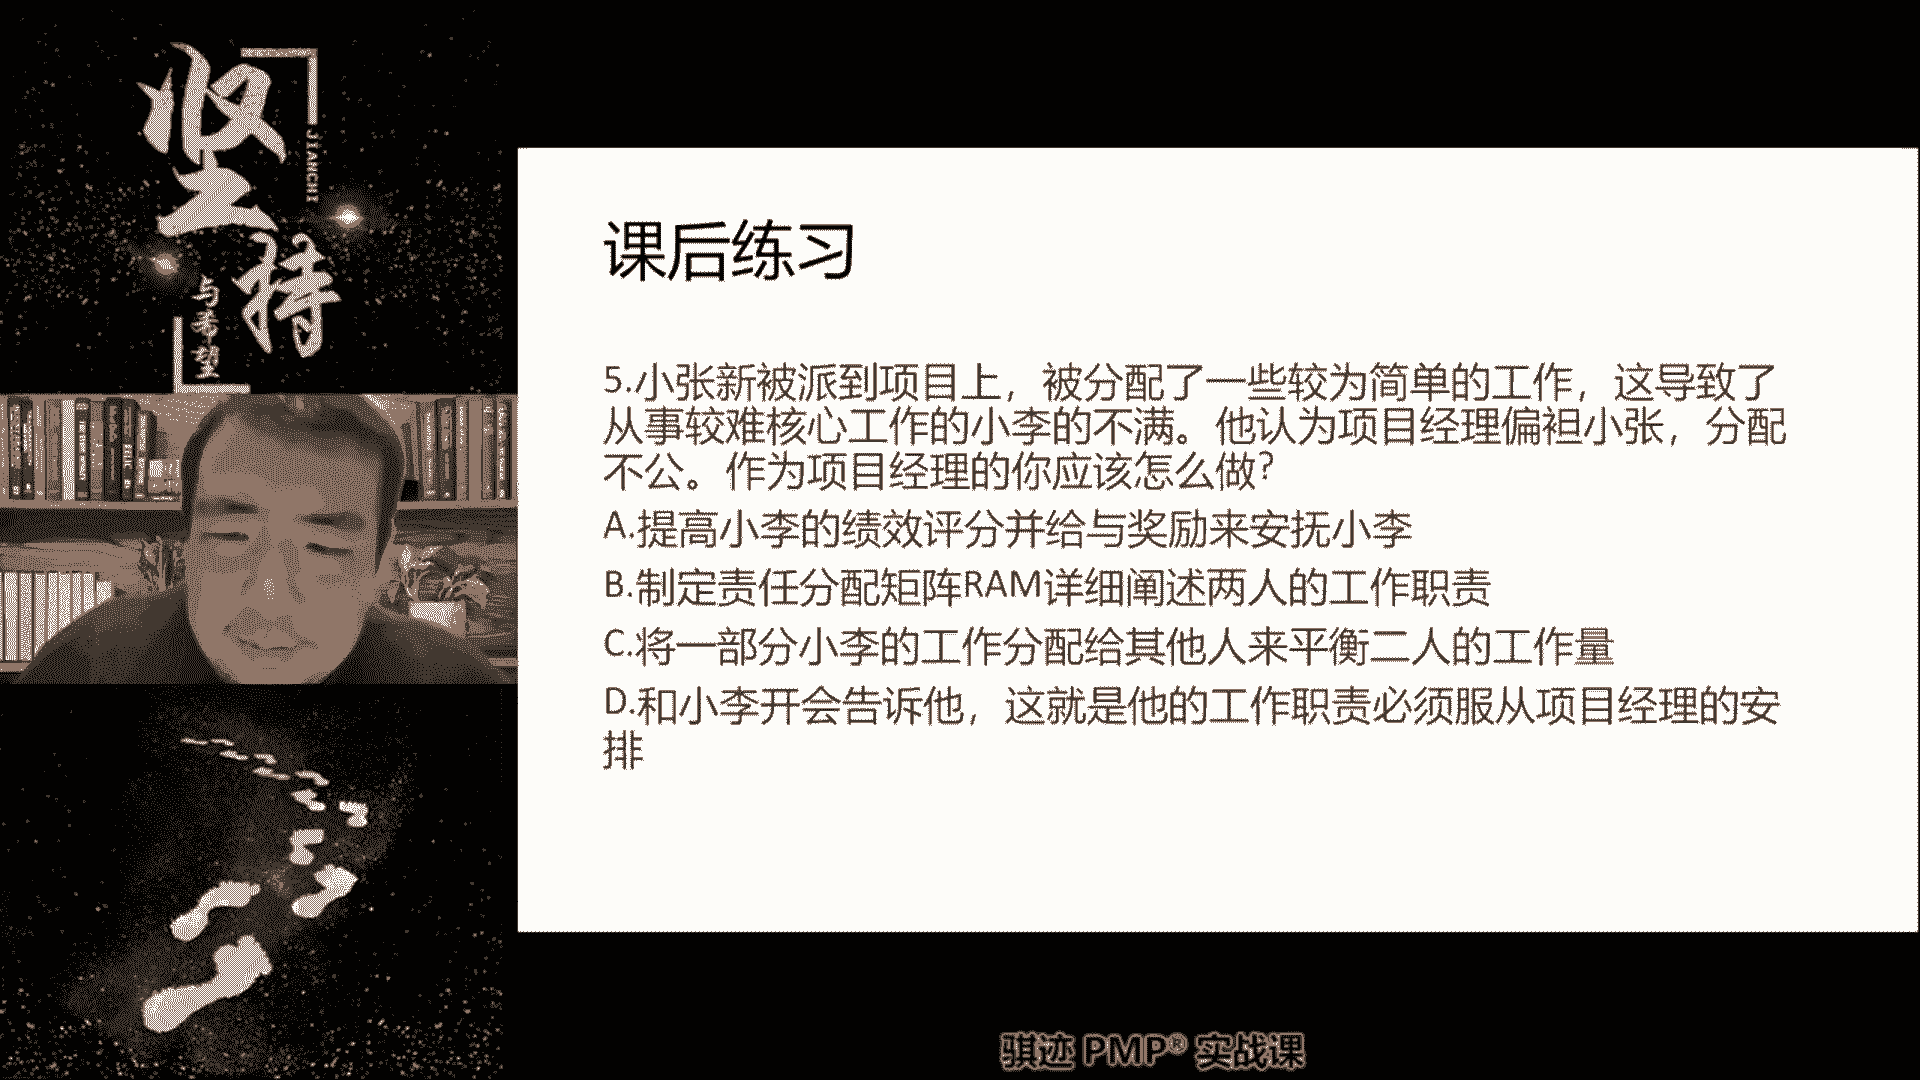 坚持
JIANCHI
与希望
课后练习
5.小张新被派到项目上，被分配了一些较为简单的工作，这导致了
从事较难核心工作的小李的不满。他认为项目经理偏袒小张，分配
不公。作为项目经理的你应该怎么做?
A.提高小李的绩效评分并给与奖励来安抚小李
B.制定责任分配矩阵RAM详细阐述两人的工作职责
C.将一部分小李的工作分配给其他人来平衡二人的工作量
D.和小李开会告诉他，这就是他的工作职责必须服从项目经理的安
排
骐迹 PMP® 实战课